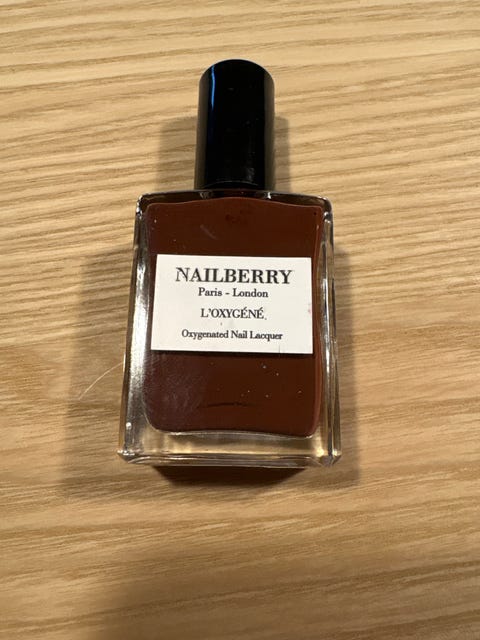 NAILBERRY
Paris - London
L'OXYGÉNÉ
Oxygenated Nail Lacquer